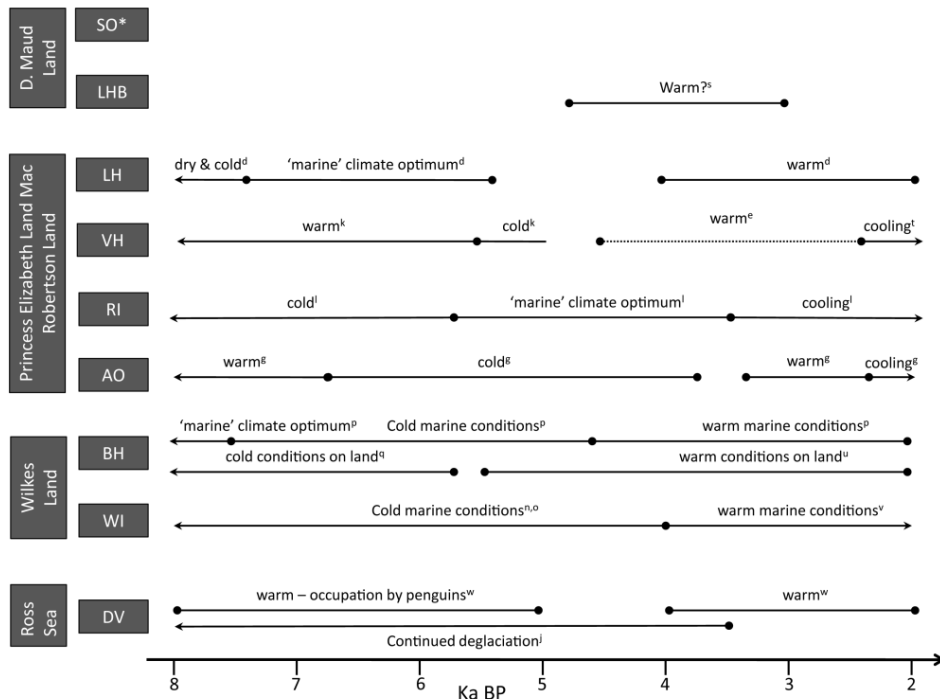 D. Maud
Land
SO*
LHB
Warm?ˢ
Princess Elizabeth Land Mac
Robertson Land
LH
dry & coldᵈ
‘marine’ climate optimumᵈ
warmᵈ
VH
warmᵏ
coldᵏ
warmᵉ
coolingᵗ
RI
coldˡ
‘marine’ climate optimumˡ
coolingˡ
AO
warmᵍ
coldᵍ
warmᵍ
coolingᵍ
Wilkes
Land
BH
‘marine’ climate optimumᵖ
Cold marine conditionsᵖ
warm marine conditionsᵖ
cold conditions on landᑫ
warm conditions on landᵘ
WI
Cold marine conditionsⁿ,ᵒ
warm marine conditionsᵛ
Ross
Sea
DV
warm – occupation by penguinsʷ
warmʷ
Continued deglaciationʲ
8
7
6
5
4
3
2
Ka BP